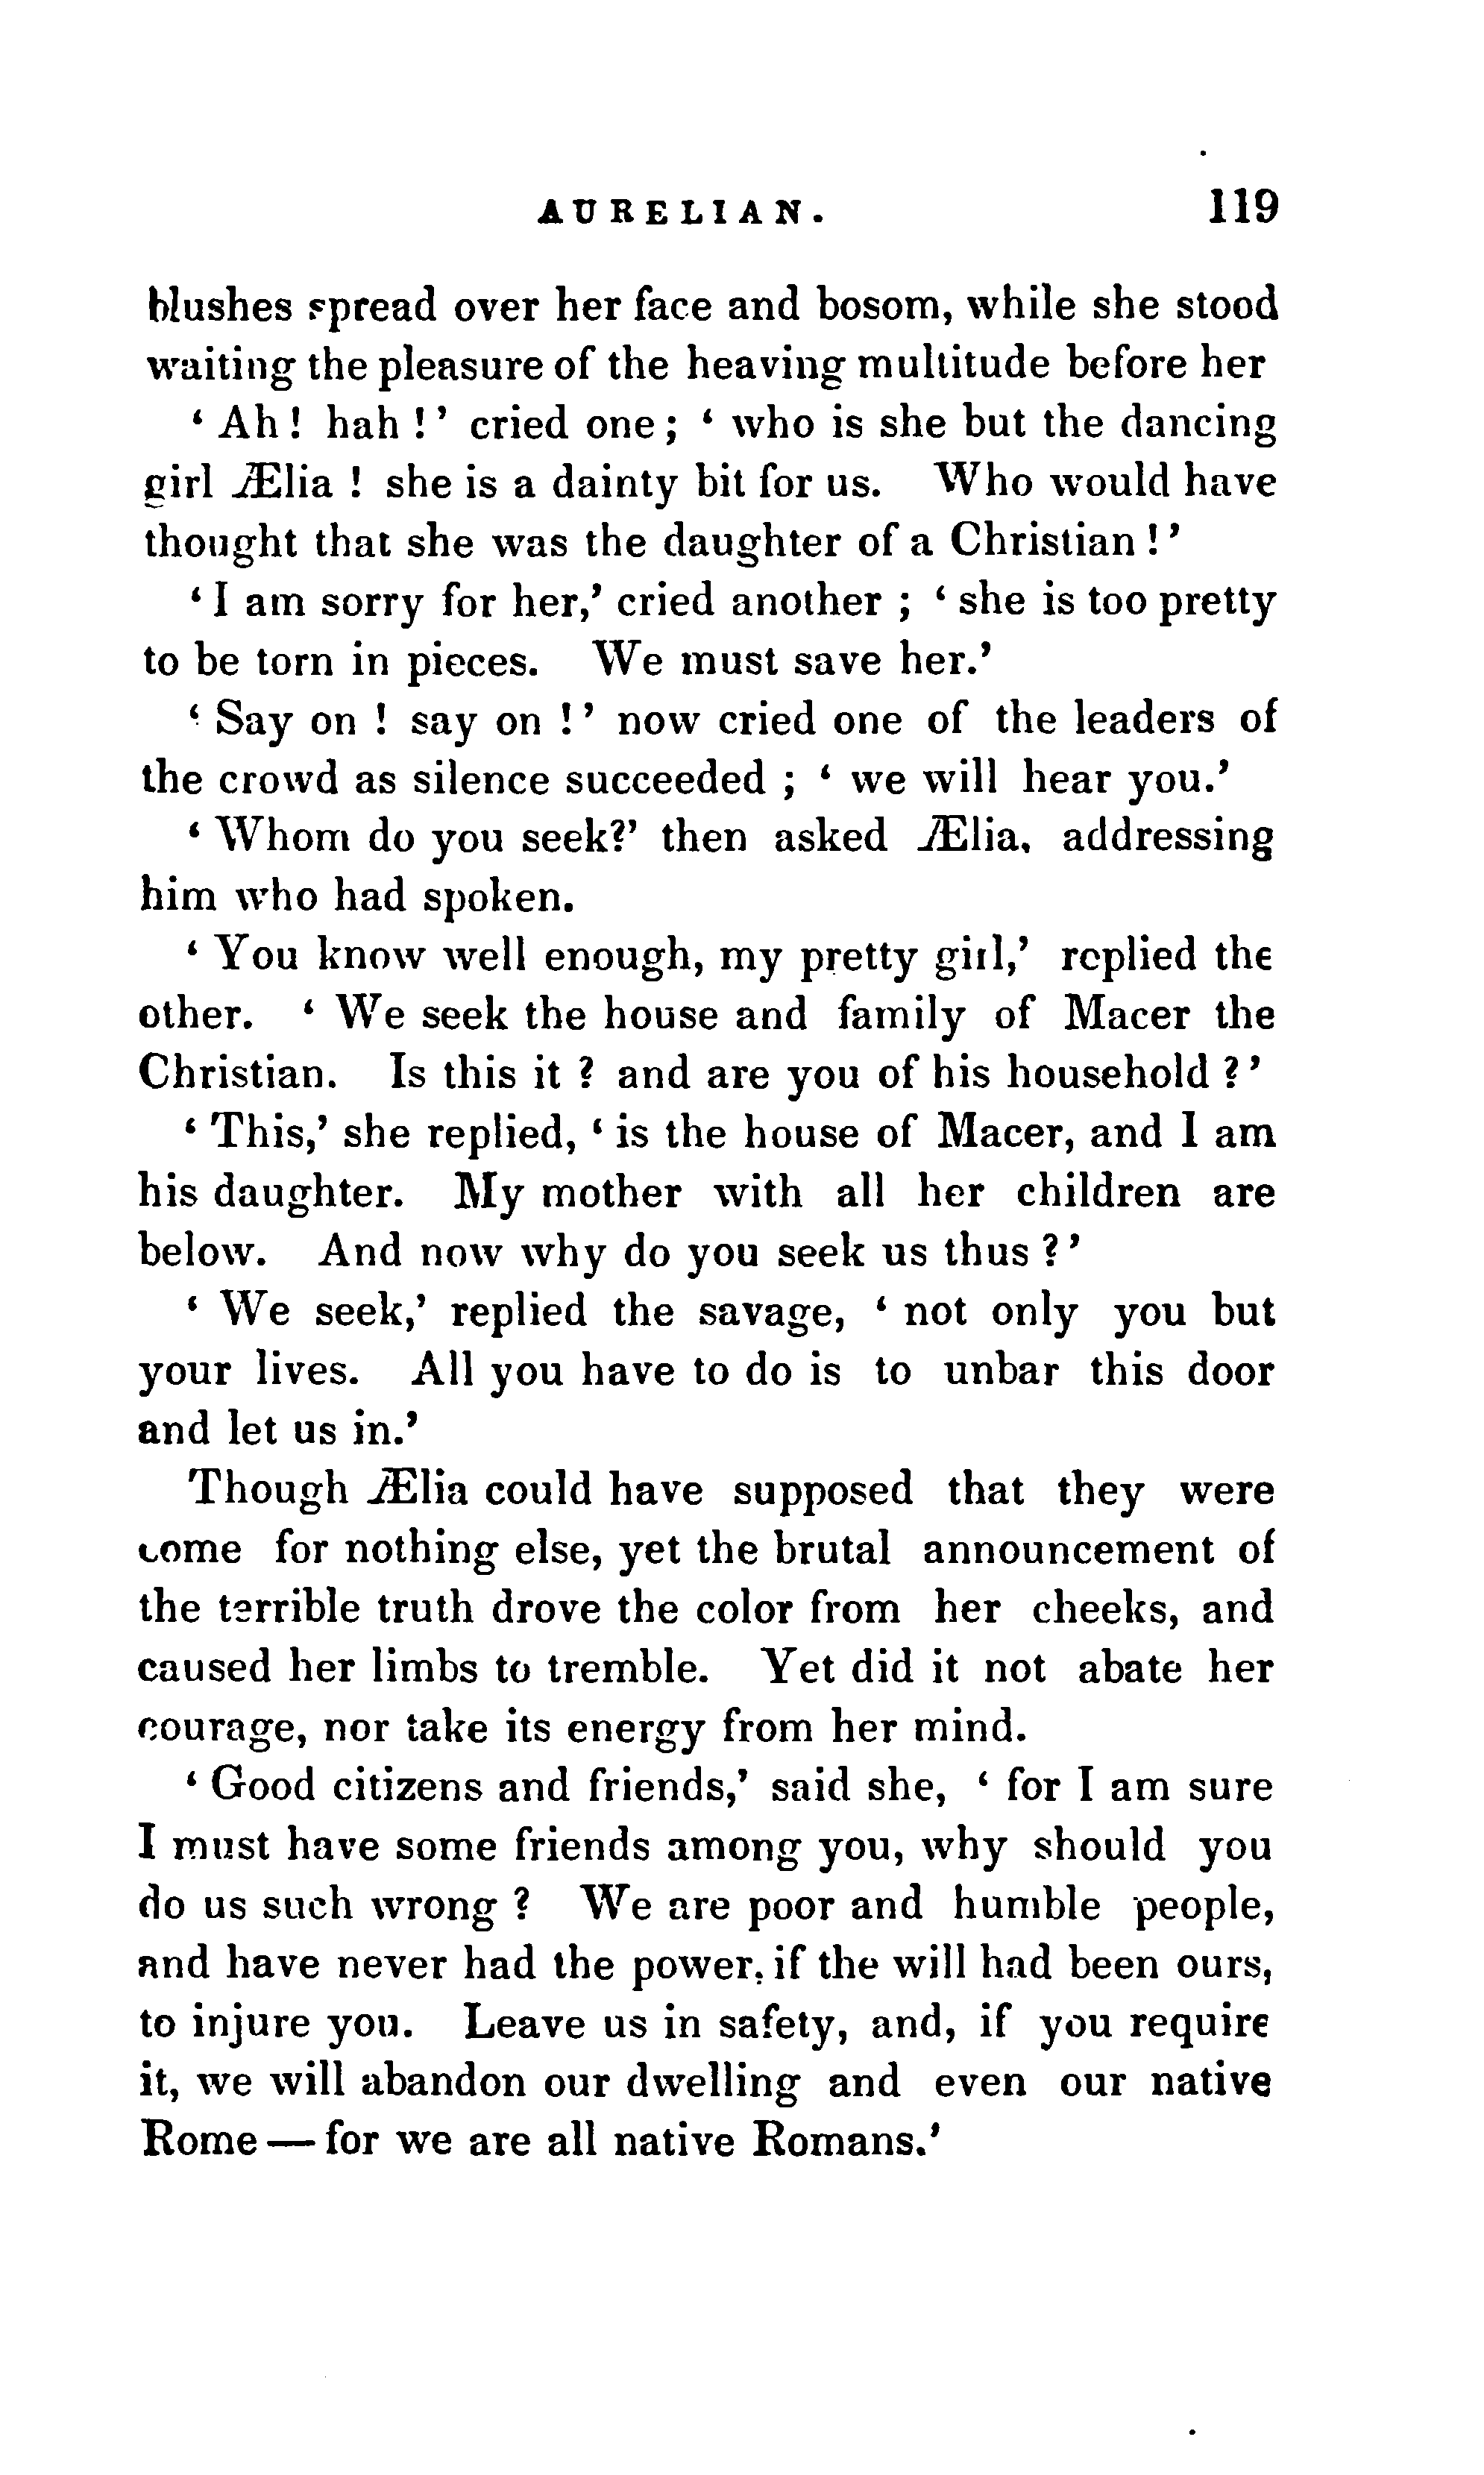 AURELIAN. 119
blushes spread over her face and bosom, while she stood
waiting the pleasure of the heaving multitude before her
‘ Ah! hah !’ cried one; ‘ who is she but the dancing
girl Ælia ! she is a dainty bit for us. Who would have
thought that she was the daughter of a Christian !’
‘ I am sorry for her,’ cried another ; ‘ she is too pretty
to be torn in pieces. We must save her.’
‘ Say on ! say on !’ now cried one of the leaders of
the crowd as silence succeeded ; ‘ we will hear you.’
‘ Whom do you seek?’ then asked Ælia, addressing
him who had spoken.
‘ You know well enough, my pretty girl,’ replied the
other. ‘ We seek the house and family of Macer the
Christian. Is this it ? and are you of his household ?’
‘ This,’ she replied, ‘ is the house of Macer, and I am
his daughter. My mother with all her children are
below. And now why do you seek us thus ?’
‘ We seek,’ replied the savage, ‘ not only you but
your lives. All you have to do is to unbar this door
and let us in.’
Though Ælia could have supposed that they were
come for nothing else, yet the brutal announcement of
the terrible truth drove the color from her cheeks, and
caused her limbs to tremble. Yet did it not abate her
courage, nor take its energy from her mind.
‘ Good citizens and friends,’ said she, ‘ for I am sure
I must have some friends among you, why should you
do us such wrong ? We are poor and humble people,
and have never had the power, if the will had been ours,
to injure you. Leave us in safety, and, if you require
it, we will abandon our dwelling and even our native
Rome — for we are all native Romans.’